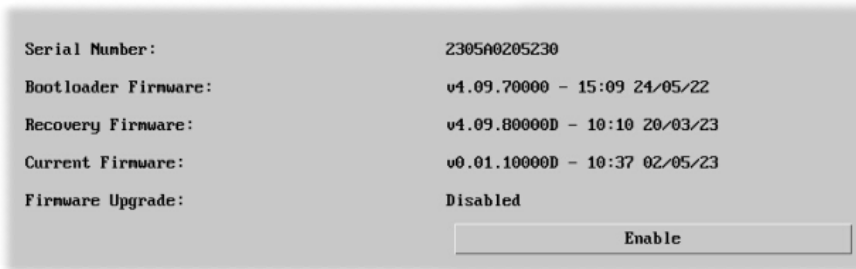 Serial Number: 2305A0205230
Bootloader Firmware: v4.09.70000 - 15:09 24/05/22
Recovery Firmware: v4.09.80000D - 10:10 20/03/23
Current Firmware: v0.01.10000D - 10:37 02/05/23
Firmware Upgrade: Disabled
Enable